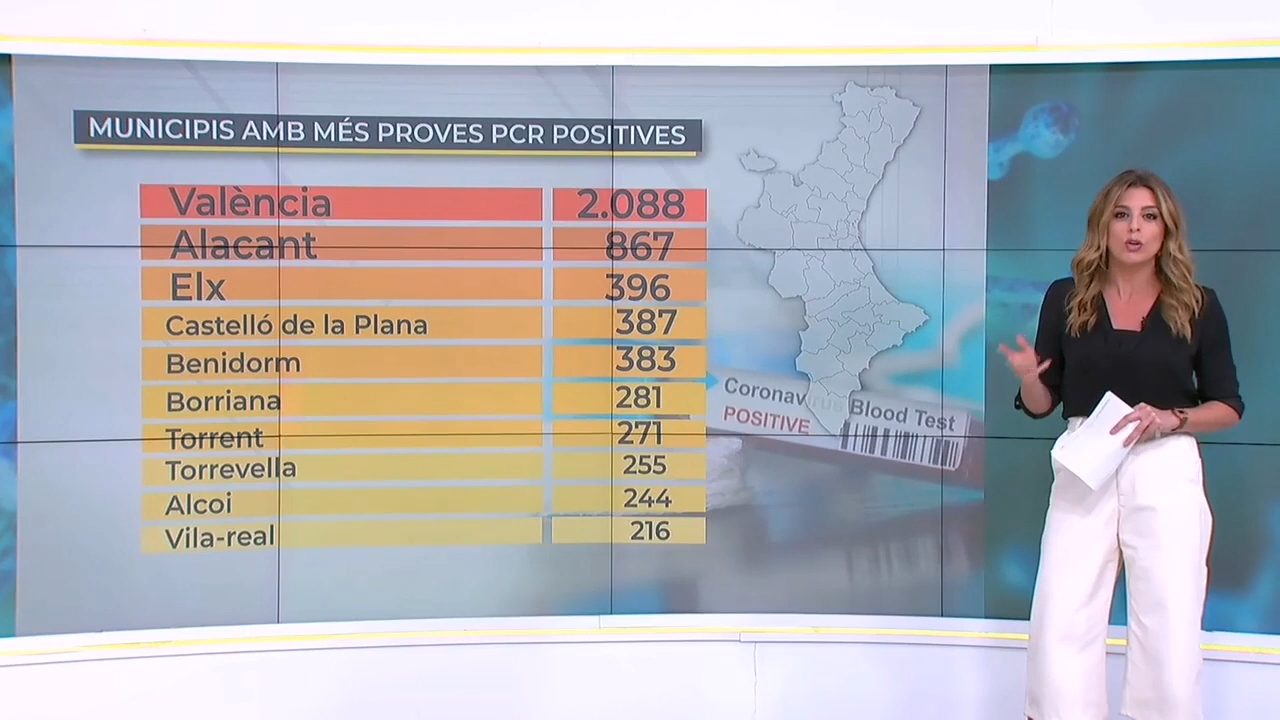 MUNICIPIS AMB MÉS PROVES PCR POSITIVES
València 2.088
Alacant 867
Elx 396
Castelló de la Plana 387
Benidorm 383
Borriana 281
Torrent 271
Torrevella 255
Alcoi 244
Vila-real 216
Coronavirus Blood Test
POSITIVE